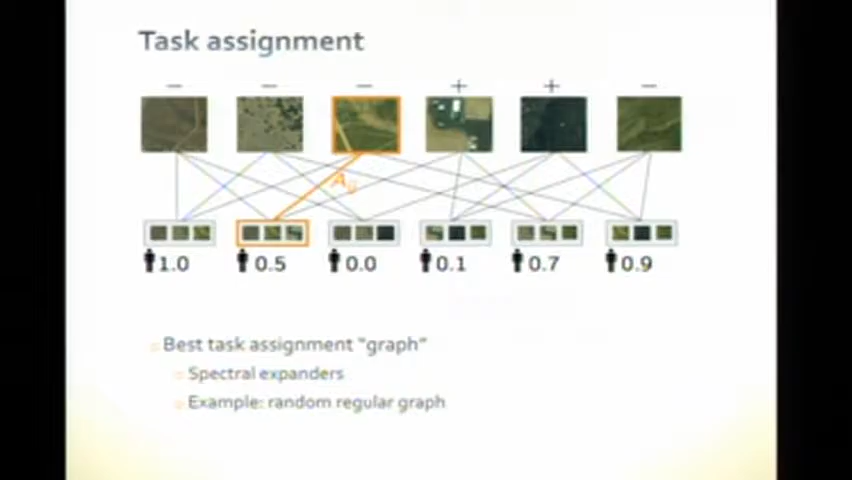 Task assignment
− − − + + −
A_ij
1.0 0.5 0.0 0.1 0.7 0.9
Best task assignment "graph"
Spectral expanders
Example: random regular graph